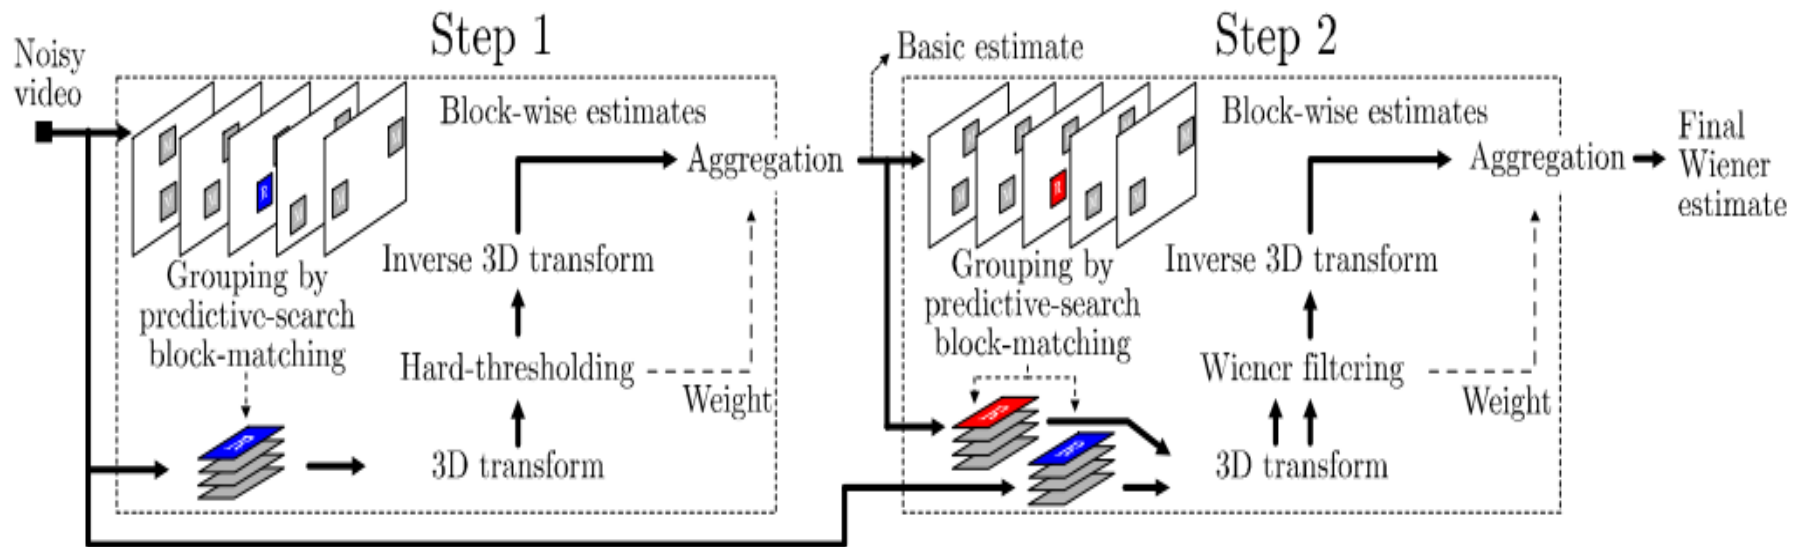 Step 1
Step 2
Noisy
video
Basic estimate
Block-wise estimates
Block-wise estimates
Aggregation
Aggregation
Final
Wiener
estimate
M
M
M
R
M
M
M
M
M
M
M
R
M
M
M
Grouping by
predictive-search
block-matching
Inverse 3D transform
Grouping by
predictive-search
block-matching
Inverse 3D transform
Hard-thresholding
Weight
Wiener filtering
Weight
3D transform
3D transform